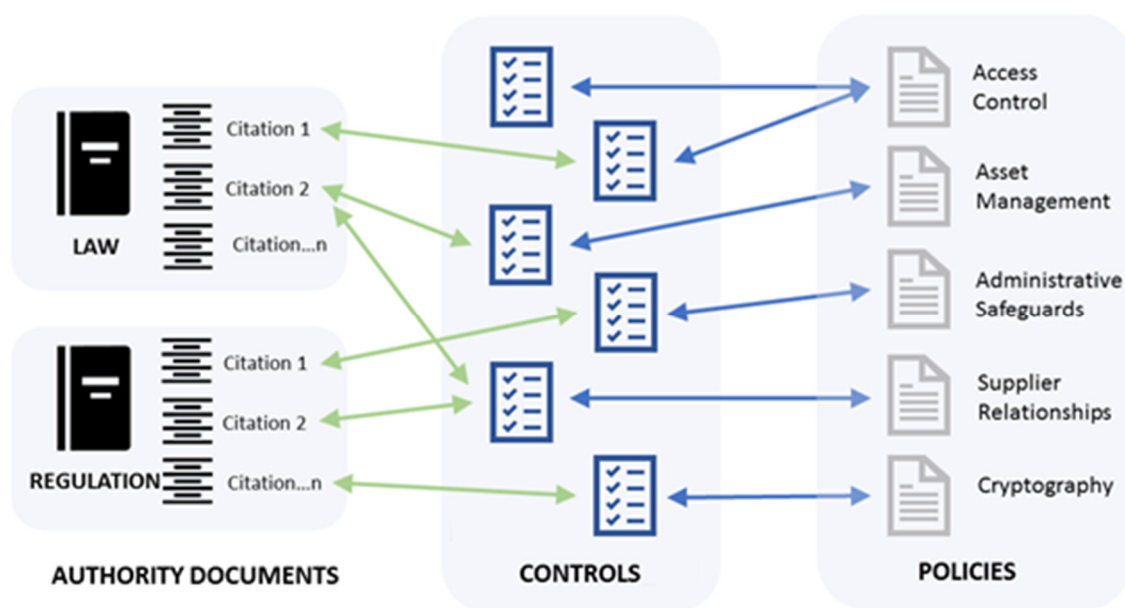 Citation 1
Citation 2
Citation...n
LAW
Citation 1
Citation 2
Citation...n
REGULATION
AUTHORITY DOCUMENTS
CONTROLS
Access
Control
Asset
Management
Administrative
Safeguards
Supplier
Relationships
Cryptography
POLICIES